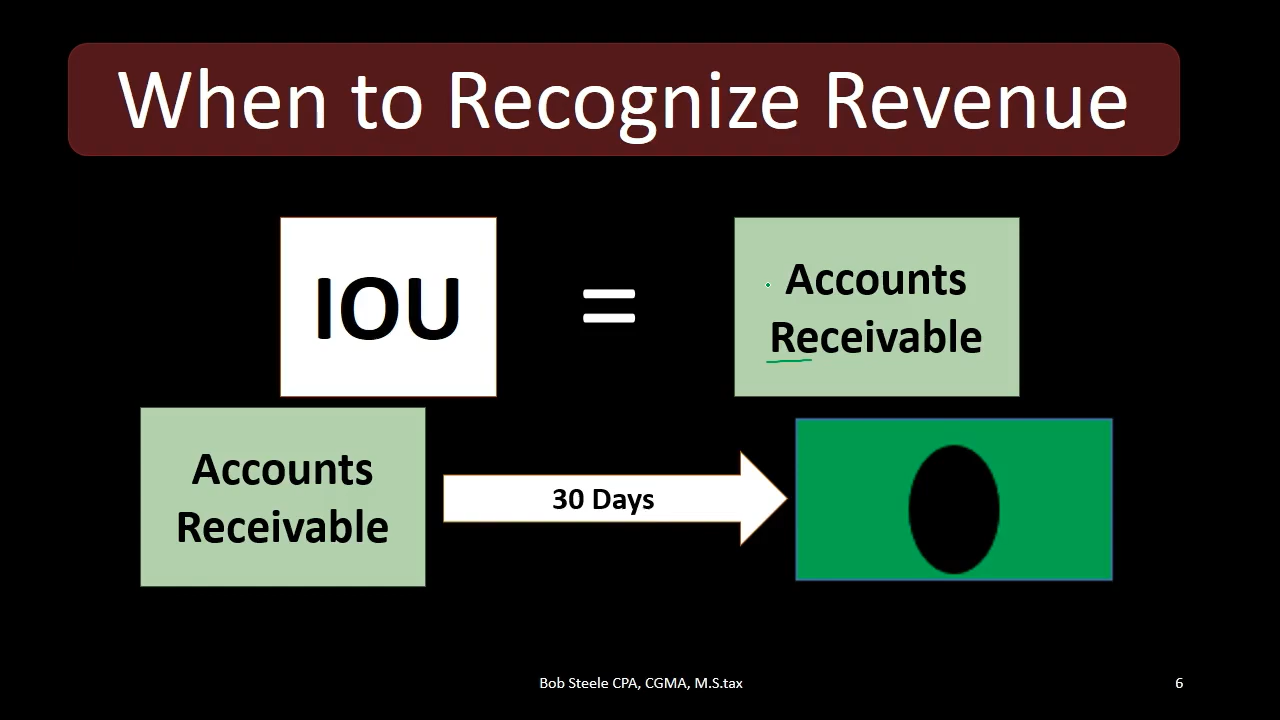 When to Recognize Revenue
IOU
=
Accounts
Receivable
Accounts
Receivable
30 Days
Bob Steele CPA, CGMA, M.S.tax
6